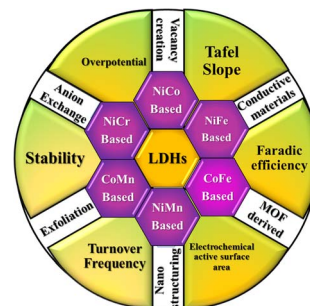 Vacancy
creation
Overpotential
Tafel
Slope
Anion
Exchange
NiCo
Based
Conductive
materials
NiCr
Based
NiFe
Based
Stability
LDHs
Faradic
efficiency
CoMn
Based
CoFe
Based
Exfoliation
NiMn
Based
MOF
derived
Turnover
Frequency
Nano
structuring
Electrochemical
active surface
area